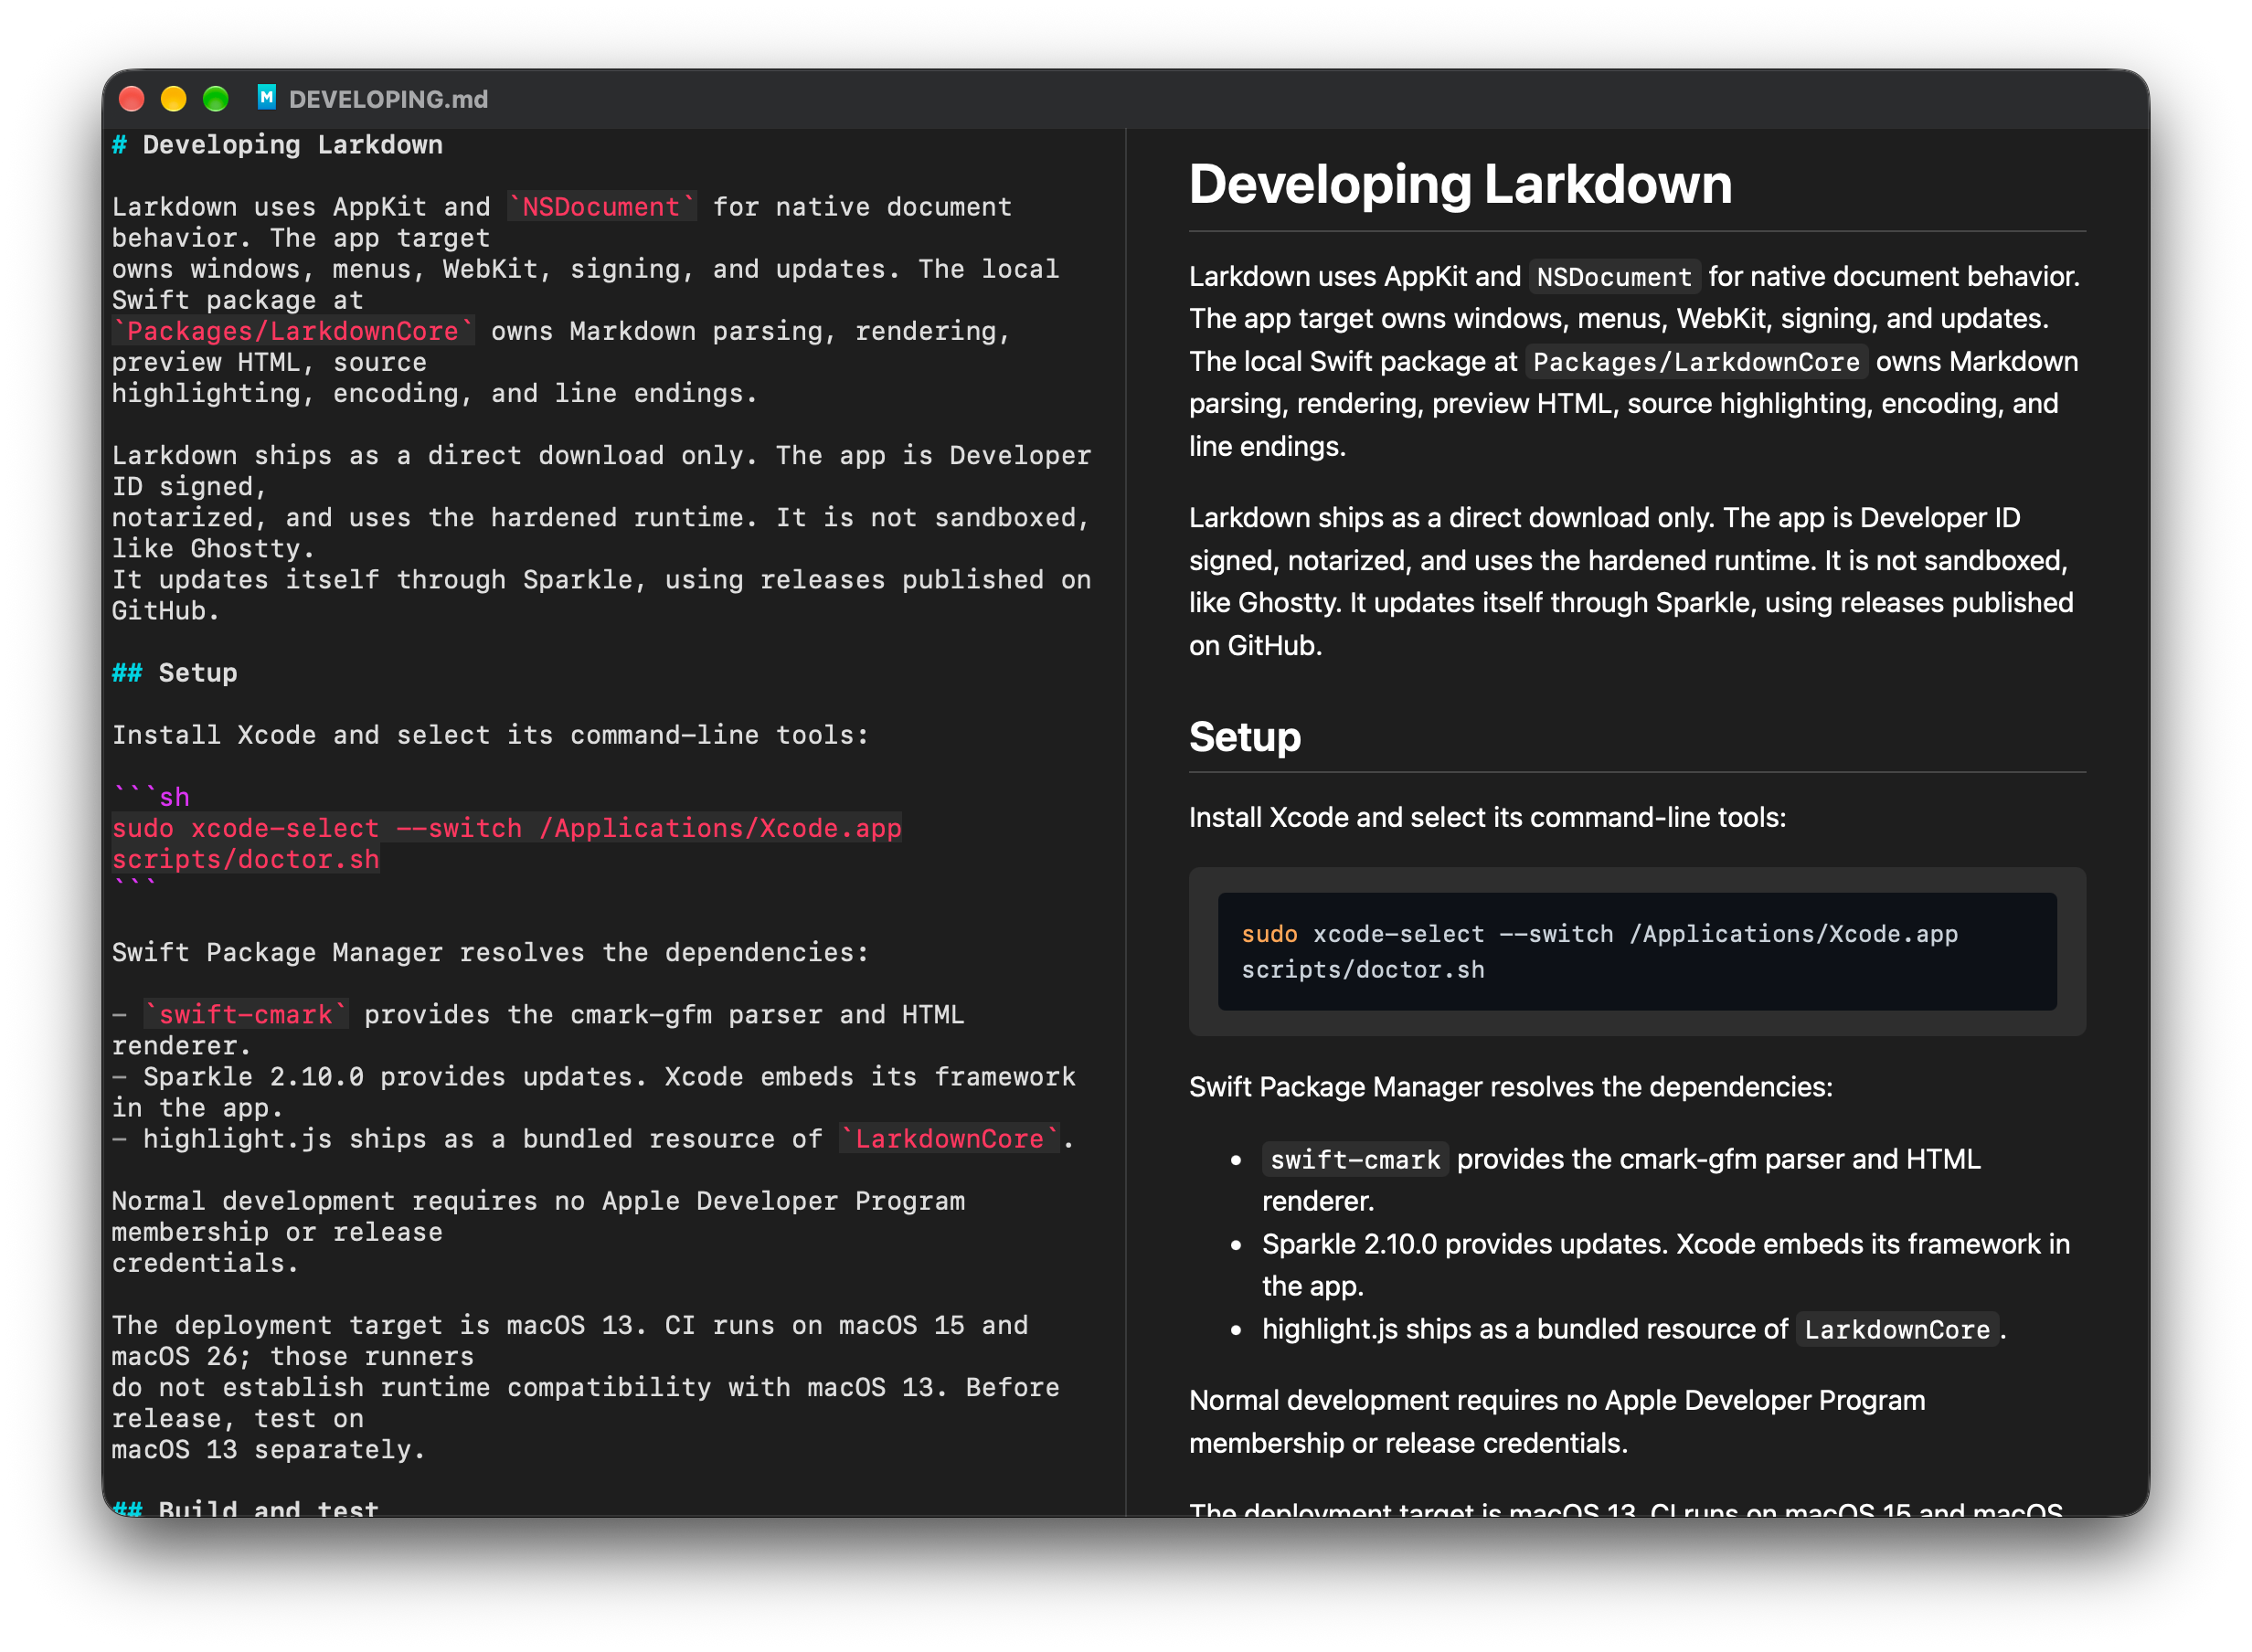 M DEVELOPING.md
# Developing Larkdown
Larkdown uses AppKit and `NSDocument` for native document
behavior. The app target
owns windows, menus, WebKit, signing, and updates. The local
Swift package at
`Packages/LarkdownCore` owns Markdown parsing, rendering,
preview HTML, source
highlighting, encoding, and line endings.
Larkdown ships as a direct download only. The app is Developer
ID signed,
notarized, and uses the hardened runtime. It is not sandboxed,
like Ghostty.
It updates itself through Sparkle, using releases published on
GitHub.
## Setup
Install Xcode and select its command-line tools:
```sh
sudo xcode-select --switch /Applications/Xcode.app
scripts/doctor.sh
```
Swift Package Manager resolves the dependencies:
- `swift-cmark` provides the cmark-gfm parser and HTML
renderer.
- Sparkle 2.10.0 provides updates. Xcode embeds its framework
in the app.
- highlight.js ships as a bundled resource of `LarkdownCore`.
Normal development requires no Apple Developer Program
membership or release
credentials.
The deployment target is macOS 13. CI runs on macOS 15 and
macOS 26; those runners
do not establish runtime compatibility with macOS 13. Before
release, test on
macOS 13 separately.
## Build and test
Developing Larkdown
Larkdown uses AppKit and NSDocument for native document behavior.
The app target owns windows, menus, WebKit, signing, and updates.
The local Swift package at Packages/LarkdownCore owns Markdown
parsing, rendering, preview HTML, source highlighting, encoding, and
line endings.
Larkdown ships as a direct download only. The app is Developer ID
signed, notarized, and uses the hardened runtime. It is not sandboxed,
like Ghostty. It updates itself through Sparkle, using releases published
on GitHub.
Setup
Install Xcode and select its command-line tools:
sudo xcode-select --switch /Applications/Xcode.app
scripts/doctor.sh
Swift Package Manager resolves the dependencies:
• swift-cmark provides the cmark-gfm parser and HTML
renderer.
• Sparkle 2.10.0 provides updates. Xcode embeds its framework in
the app.
• highlight.js ships as a bundled resource of LarkdownCore.
Normal development requires no Apple Developer Program
membership or release credentials.
The deployment target is macOS 13. CI runs on macOS 15 and macOS